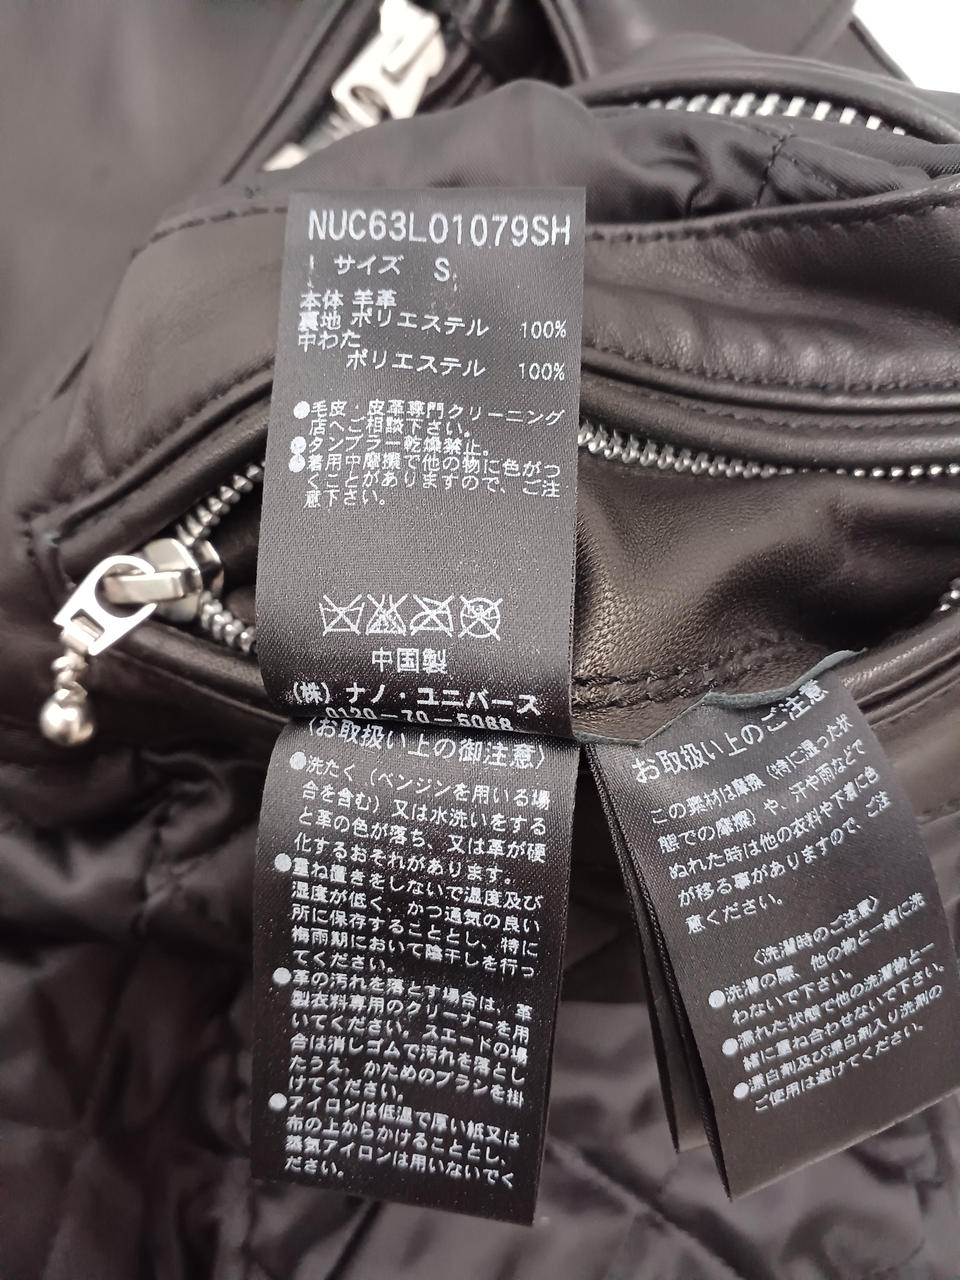 NUC63L01079SH
サイズ S
本体 羊革
裏地 ポリエステル 100%
中わた
ポリエステル 100%
●毛皮・皮革専門クリーニング
店へご相談下さい。
●タンブラー乾燥禁止。
●着用中摩擦で他の物に色がつ
くことがありますので、ご注
意下さい。
中国製
(株) ナノ・ユニバース
0120-70-5088
〈お取扱い上の御注意〉
●洗たく（ベンジンを用いる場
合を含む）又は水洗いをする
と革の色が落ち、又は革が硬
化するおそれがあります。
●重ね置きをしないで温度及び
湿度が低く、かつ通気の良い
所に保存することとし、特に
梅雨期において陰干しを行っ
てください。
●革の汚れを落とす場合は、革
製衣料専用のクリーナーを用
いてください。スエードの場
合は消しゴムで汚れを落とし
たうえ、かためのブラシを掛
けてください。
●アイロンは低温で厚い紙又は
布の上からかけることとし、
蒸気アイロンは用いないでく
ださい。
お取扱い上のご注意
この素材は摩擦（特に湿った状
態での摩擦）や、汗や雨などで
ぬれた時は他の衣料や下着に色
が移る事がありますので、ご注
意ください。
〈洗濯時のご注意〉
●洗濯の際、他の物と一緒に洗
わないで下さい。
●濡れた状態で他の洗濯物と一
緒に重ね合わせないで下さい。
●漂白剤及び漂白剤入り洗剤の
ご使用は避けてください。